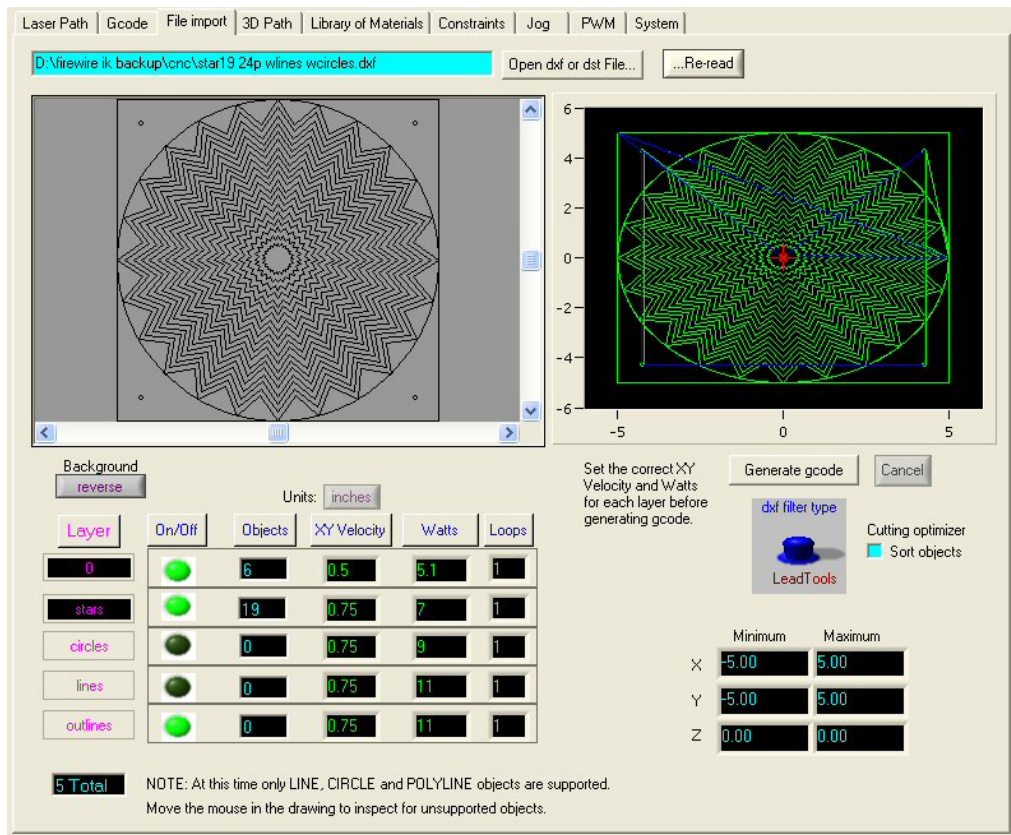 Laser Path Gcode File import 3D Path Library of Materials Constraints Jog PWM System
D:\firewire ik backup\cnc\star19 24p wlines wcircles.dxf Open dxf or dst File... ...Re-read
6
4
2
0
-2
-4
-6
-5 0 5
Background
reverse
Units: inches
Set the correct XY
Velocity and Watts
for each layer before
generating gcode.
Generate gcode Cancel
dxf filter type
LeadTools
Cutting optimizer
Sort objects
Layer On/Off Objects XY Velocity Watts Loops
0 6 0.5 5.1 1
stars 19 0.75 7 1
circles 0 0.75 9 1
lines 0 0.75 11 1
outlines 0 0.75 11 1
Minimum Maximum
X -5.00 5.00
Y -5.00 5.00
Z 0.00 0.00
5 Total
NOTE: At this time only LINE, CIRCLE and POLYLINE objects are supported.
Move the mouse in the drawing to inspect for unsupported objects.